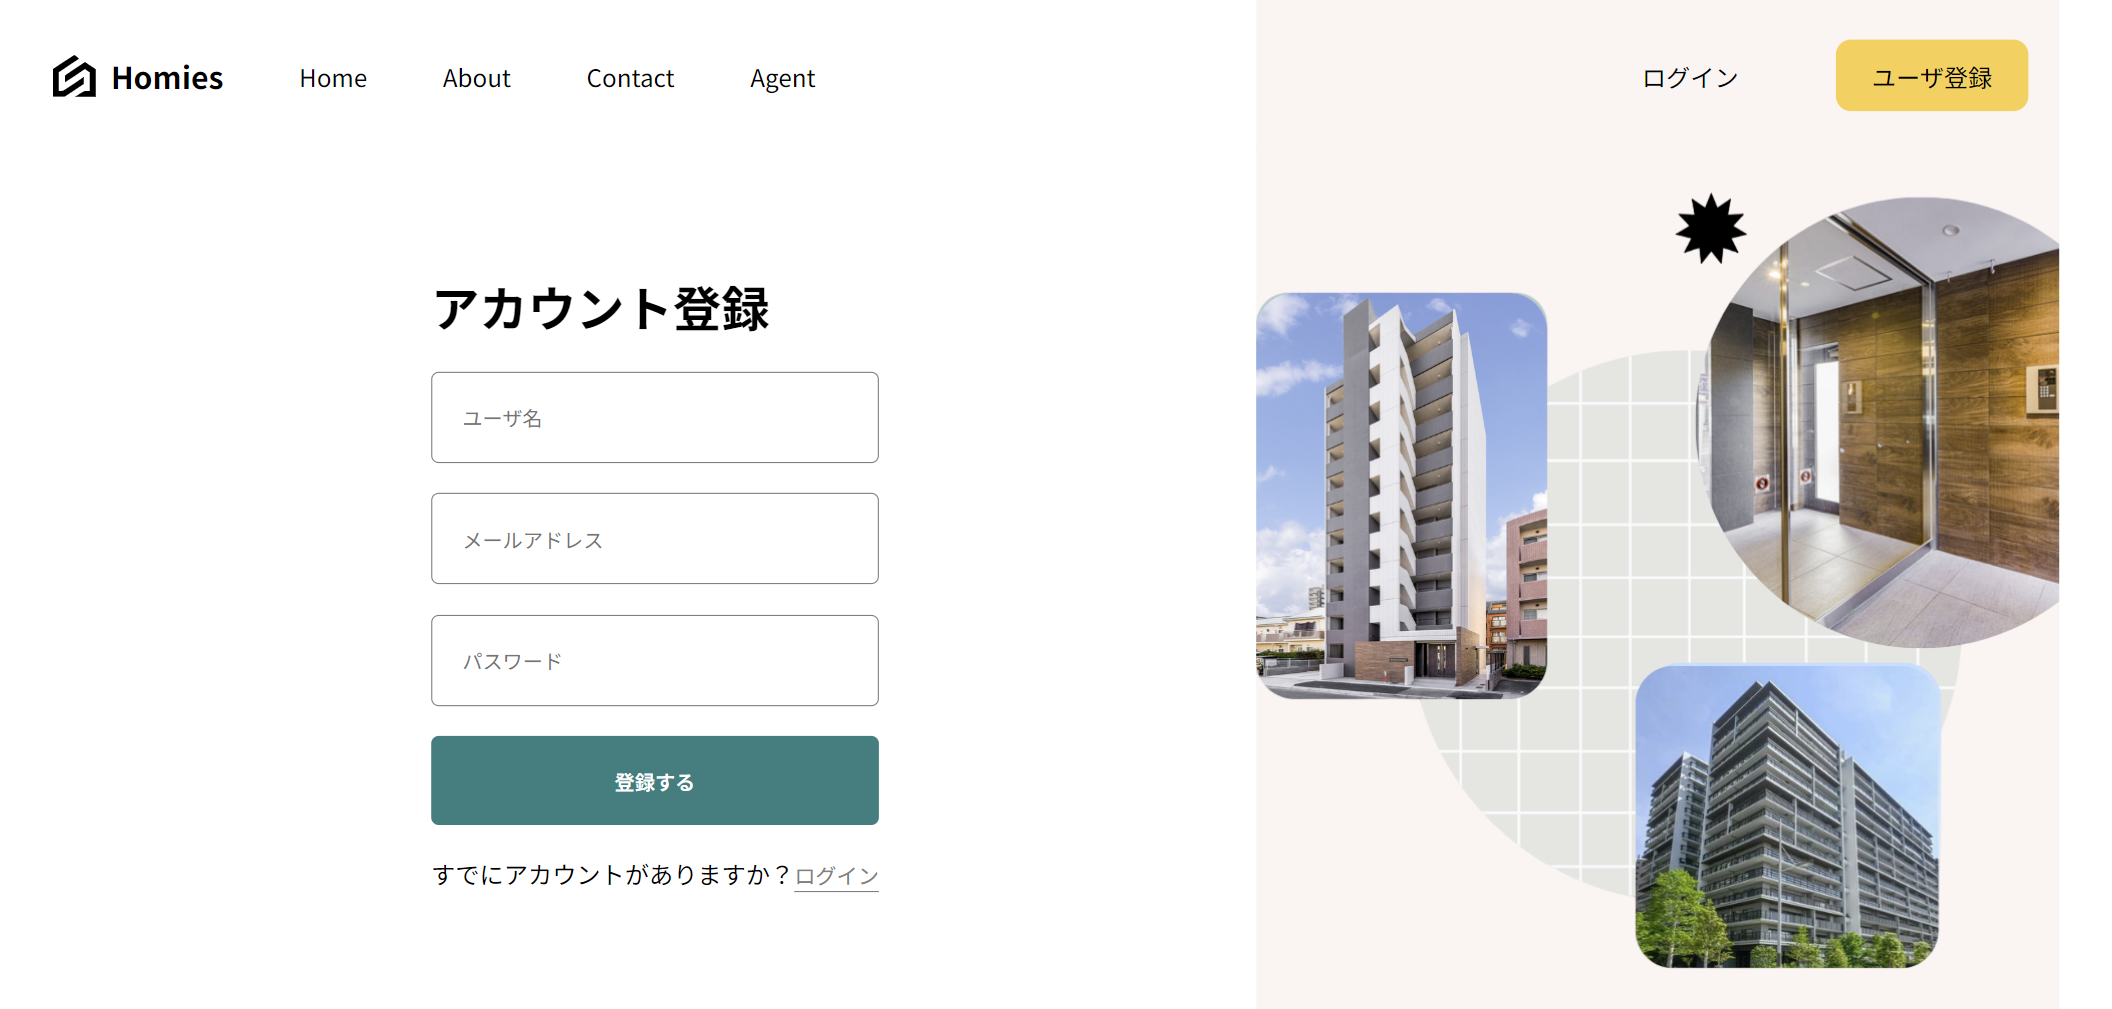 Homies
Home
About
Contact
Agent
ログイン
ユーザ登録
アカウント登録
ユーザ名
メールアドレス
パスワード
登録する
すでにアカウントがありますか？ログイン